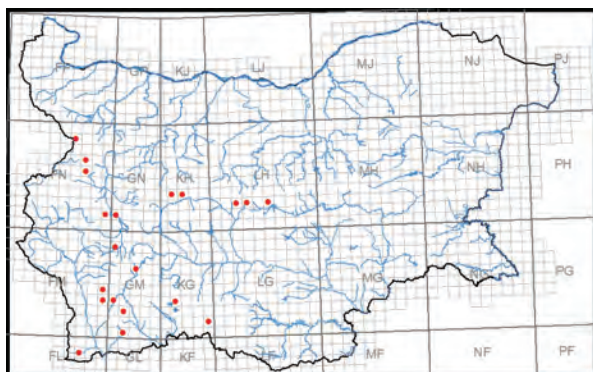 FP GP KJ LJ MJ NJ PJ
FN GN KH LH MH NH PH
FM GM KG LG MG NG PG
FL GL KF LF MF NF PF